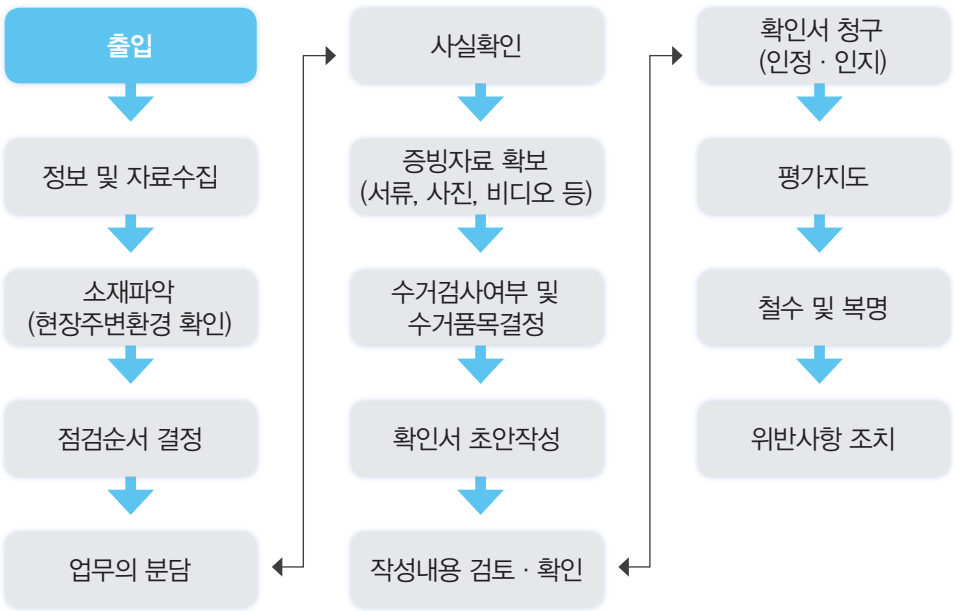 출입
정보 및 자료수집
소재파악
(현장주변환경 확인)
점검순서 결정
업무의 분담
사실확인
증빙자료 확보
(서류, 사진, 비디오 등)
수거검사여부 및
수거품목결정
확인서 초안작성
작성내용 검토 · 확인
확인서 청구
(인정 · 인지)
평가지도
철수 및 복명
위반사항 조치